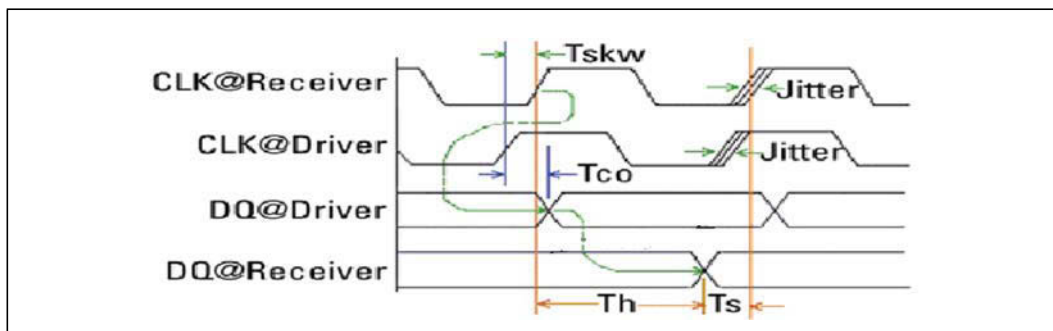 Tskw
CLK@Receiver
Jitter
CLK@Driver
Jitter
Tco
DQ@Driver
DQ@Receiver
Th
Ts